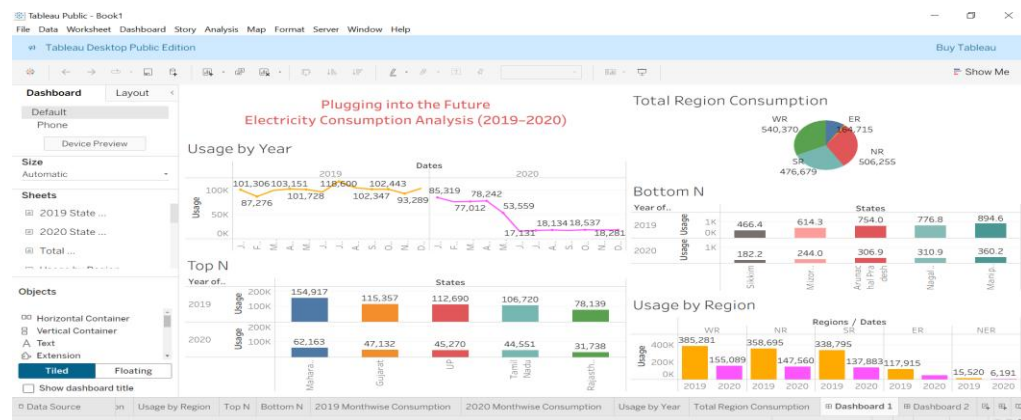 Tableau Public - Book1
File Data Worksheet Dashboard Story Analysis Map Format Server Window Help
Tableau Desktop Public Edition
Buy Tableau
Show Me
Dashboard Layout
Default
Phone
Device Preview
Size
Automatic
Sheets
2019 State ...
2020 State ...
Total ...
Objects
Horizontal Container
Vertical Container
Text
Extension
Tiled Floating
Show dashboard title
Plugging into the Future
Electricity Consumption Analysis (2019–2020)
Usage by Year
Dates
2019 2020
Usage
100K
50K
0K
101,306 103,151 118,600 102,443
87,276 101,728 102,347 93,289
85,319 78,242
77,012 53,559
17,131 18,134 18,537 18,281
J. F. M. A. M. J. J. A. S. O. N. D. J. F. M. A. M. J. J. A. S. O. N. D.
Top N
Year of.. States
2019 Usage 200K 100K
154,917 115,357 112,690 106,720 78,139
2020 Usage 200K 100K
62,163 47,132 45,270 44,551 31,738
Mahara.. Gujarat UP Tamil Nadu Rajasth..
Total Region Consumption
WR 540,370
ER 164,715
NR 506,255
SR 476,679
Bottom N
Year of.. States
2019 Usage 1K 0K
466.4 614.3 754.0 776.8 894.6
2020 Usage 1K
182.2 244.0 306.9 310.9 360.2
Sikkim Mizor.. Arunachal Pradesh Nagal.. Manip..
Usage by Region
Regions / Dates
WR NR SR ER NER
Usage
400K
200K
0K
385,281 155,089 358,695 147,560 338,795 137,883 117,915 15,520 6,191
2019 2020 2019 2020 2019 2020 2019 2020 2019 2020
Data Source Usage by Region Top N Bottom N 2019 Monthwise Consumption 2020 Monthwise Consumption Usage by Year Total Region Consumption Dashboard 1 Dashboard 2